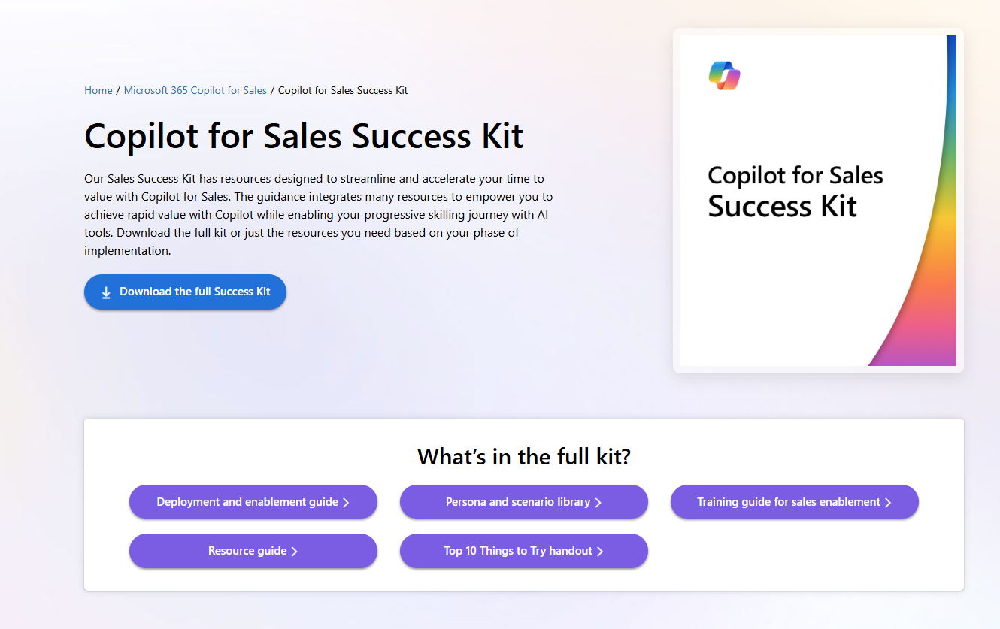 Home / Microsoft 365 Copilot for Sales / Copilot for Sales Success Kit
Copilot for Sales Success Kit
Our Sales Success Kit has resources designed to streamline and accelerate your time to
value with Copilot for Sales. The guidance integrates many resources to empower you to
achieve rapid value with Copilot while enabling your progressive skilling journey with AI
tools. Download the full kit or just the resources you need based on your phase of
implementation.
Download the full Success Kit
Copilot for Sales
Success Kit
What’s in the full kit?
Deployment and enablement guide
Persona and scenario library
Training guide for sales enablement
Resource guide
Top 10 Things to Try handout